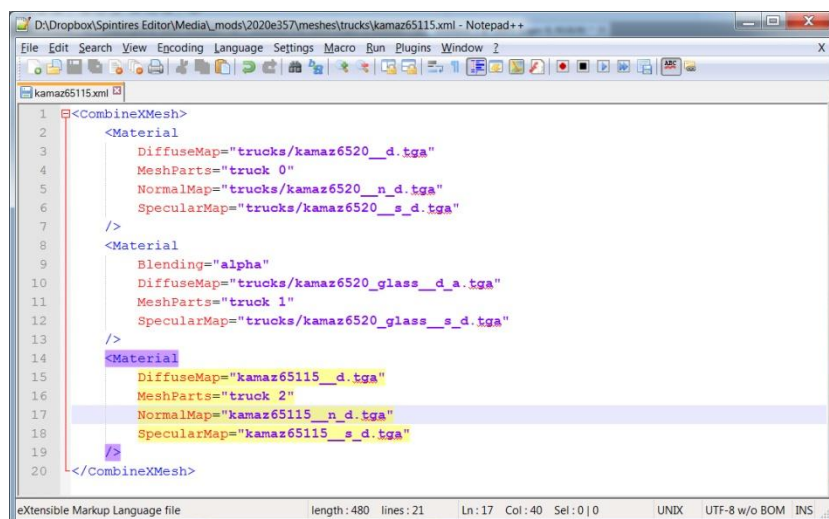 D:\Dropbox\Spintires Editor\Media\_mods\2020e357\meshes\trucks\kamaz65115.xml - Notepad++
File Edit Search View Encoding Language Settings Macro Run Plugins Window ? X
kamaz65115.xml
1 <CombineXMesh>
2 <Material
3 DiffuseMap="trucks/kamaz6520__d.tga"
4 MeshParts="truck 0"
5 NormalMap="trucks/kamaz6520__n_d.tga"
6 SpecularMap="trucks/kamaz6520__s_d.tga"
7 />
8 <Material
9 Blending="alpha"
10 DiffuseMap="trucks/kamaz6520_glass__d_a.tga"
11 MeshParts="truck 1"
12 SpecularMap="trucks/kamaz6520_glass__s_d.tga"
13 />
14 <Material
15 DiffuseMap="kamaz65115__d.tga"
16 MeshParts="truck 2"
17 NormalMap="kamaz65115__n_d.tga"
18 SpecularMap="kamaz65115__s_d.tga"
19 />
20 </CombineXMesh>
eXtensible Markup Language file length : 480 lines : 21 Ln : 17 Col : 40 Sel : 0 | 0 UNIX UTF-8 w/o BOM INS